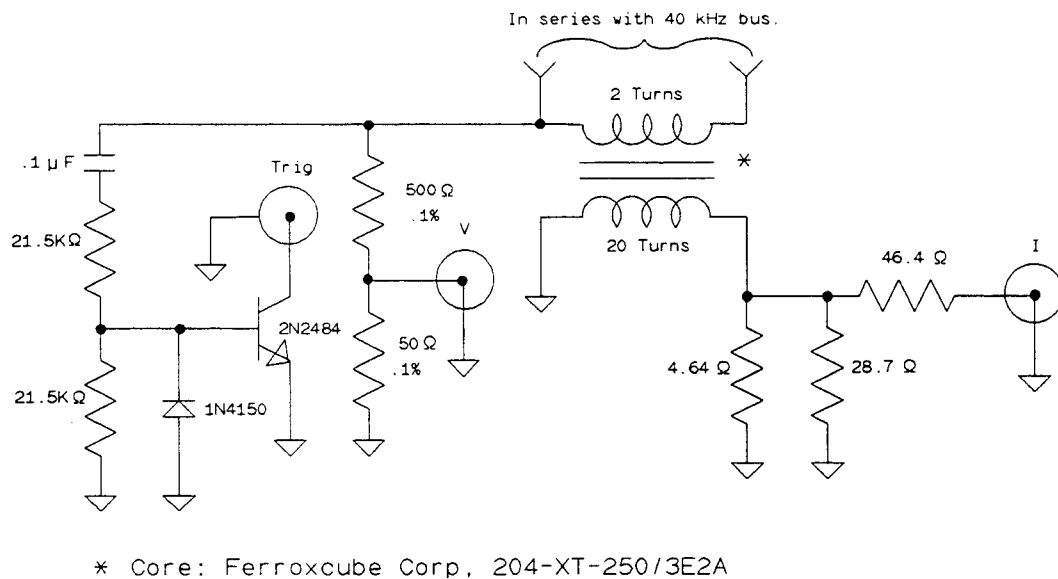 In series with 40 kHz bus.
2 Turns
.1 µF
Trig
500 Ω
.1%
*
21.5KΩ
V
20 Turns
I
46.4 Ω
2N2484
50 Ω
.1%
4.64 Ω
28.7 Ω
21.5KΩ
1N4150
* Core: Ferroxcube Corp, 204-XT-250/3E2A